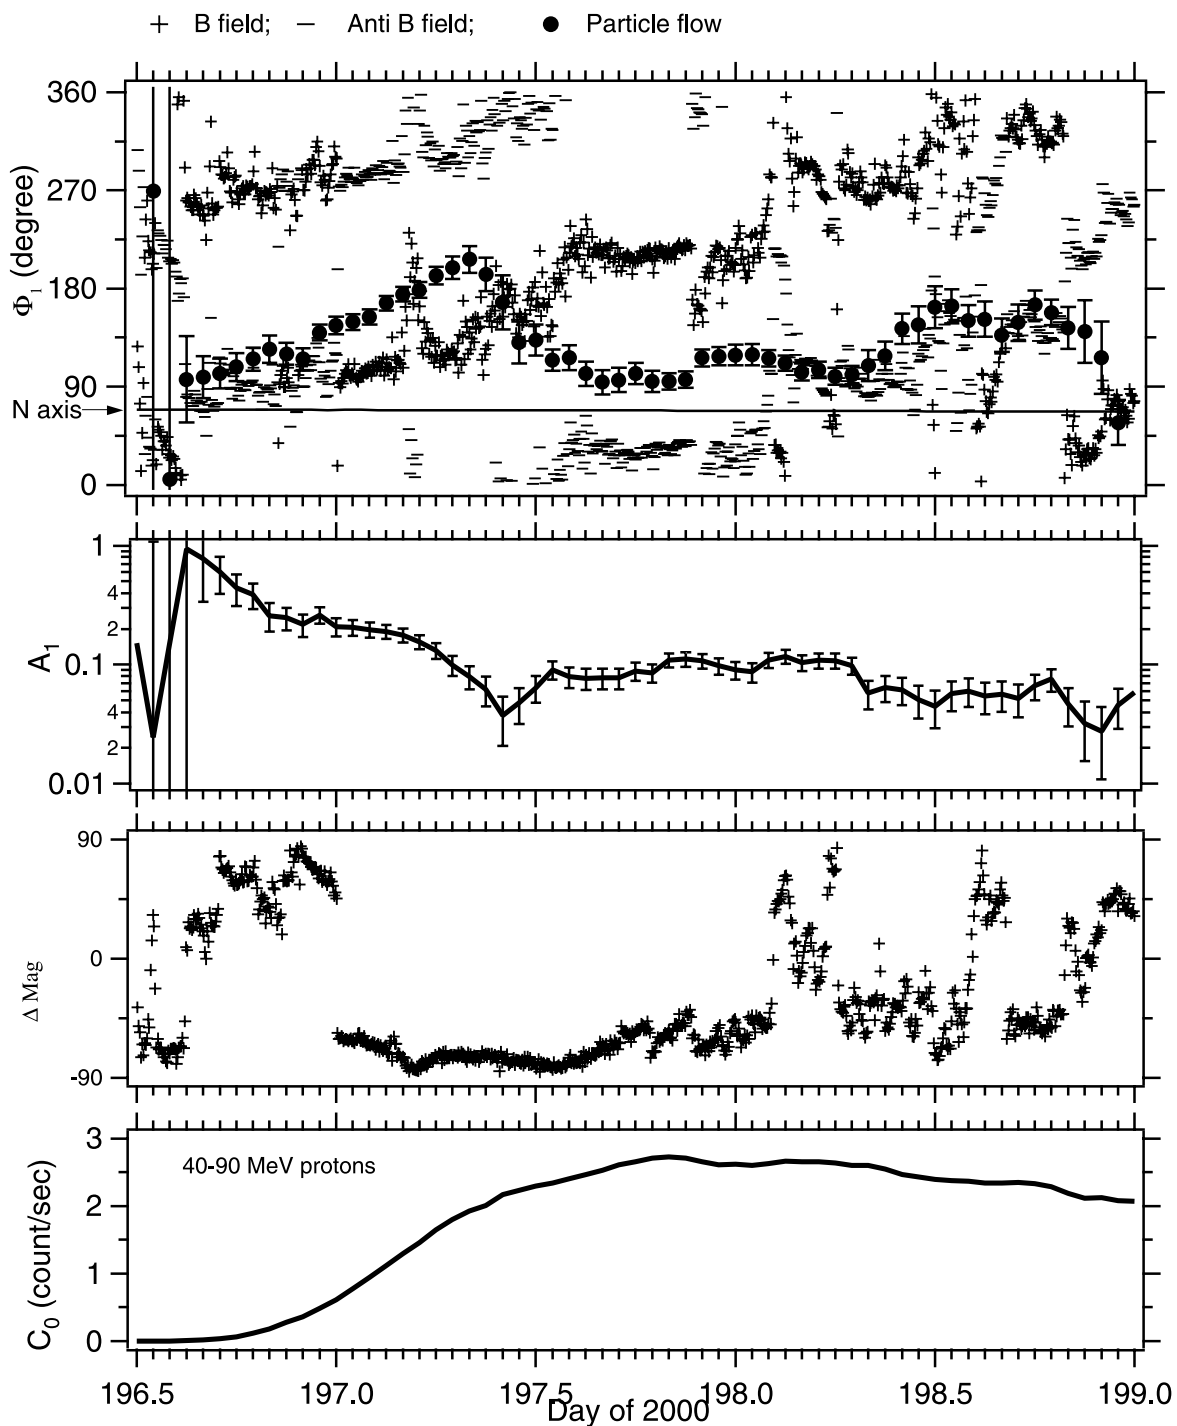 + B field; − Anti B field; ● Particle flow
360
270
180
90
0
Φ₁ (degree)
N axis
1
4
2
0.1
4
2
0.01
A₁
90
0
-90
Δ Mag
3
2
1
0
C₀ (count/sec)
40-90 MeV protons
196.5 197.0 197.5 198.0 198.5 199.0
Day of 2000